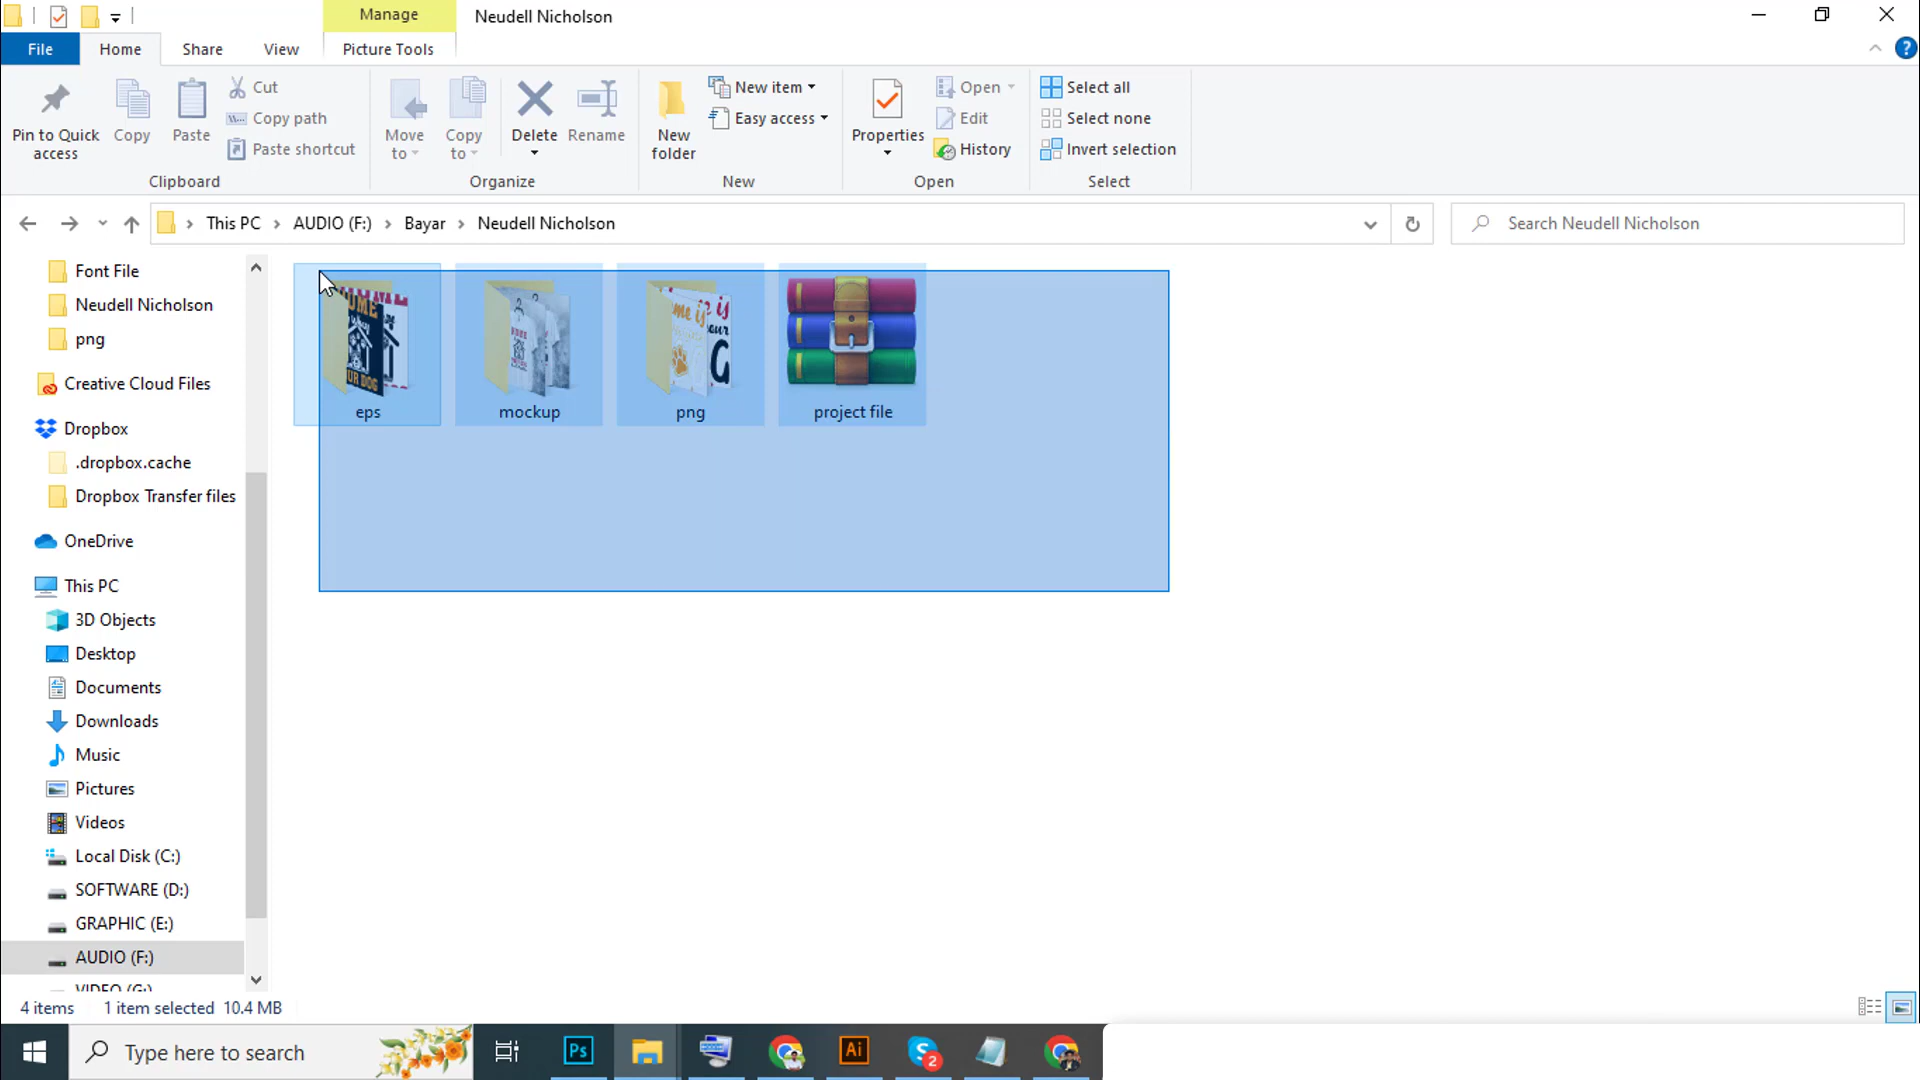 Manage
Neudell Nicholson
File
Home
Share
View
Picture Tools
Pin to Quick access
Copy
Paste
Cut
Copy path
Paste shortcut
Clipboard
Move to
Copy to
Delete
Rename
Organize
New folder
New item
Easy access
New
Properties
Open
Edit
History
Open
Select all
Select none
Invert selection
Select
This PC
AUDIO (F:)
Bayar
Neudell Nicholson
Search Neudell Nicholson
Font File
Neudell Nicholson
png
Creative Cloud Files
Dropbox
.dropbox.cache
Dropbox Transfer files
OneDrive
This PC
3D Objects
Desktop
Documents
Downloads
Music
Pictures
Videos
Local Disk (C:)
SOFTWARE (D:)
GRAPHIC (E:)
AUDIO (F:)
VIDEO (G:)
eps
mockup
png
project file
4 items
1 item selected 10.4 MB
Type here to search
Ps
Ai
2